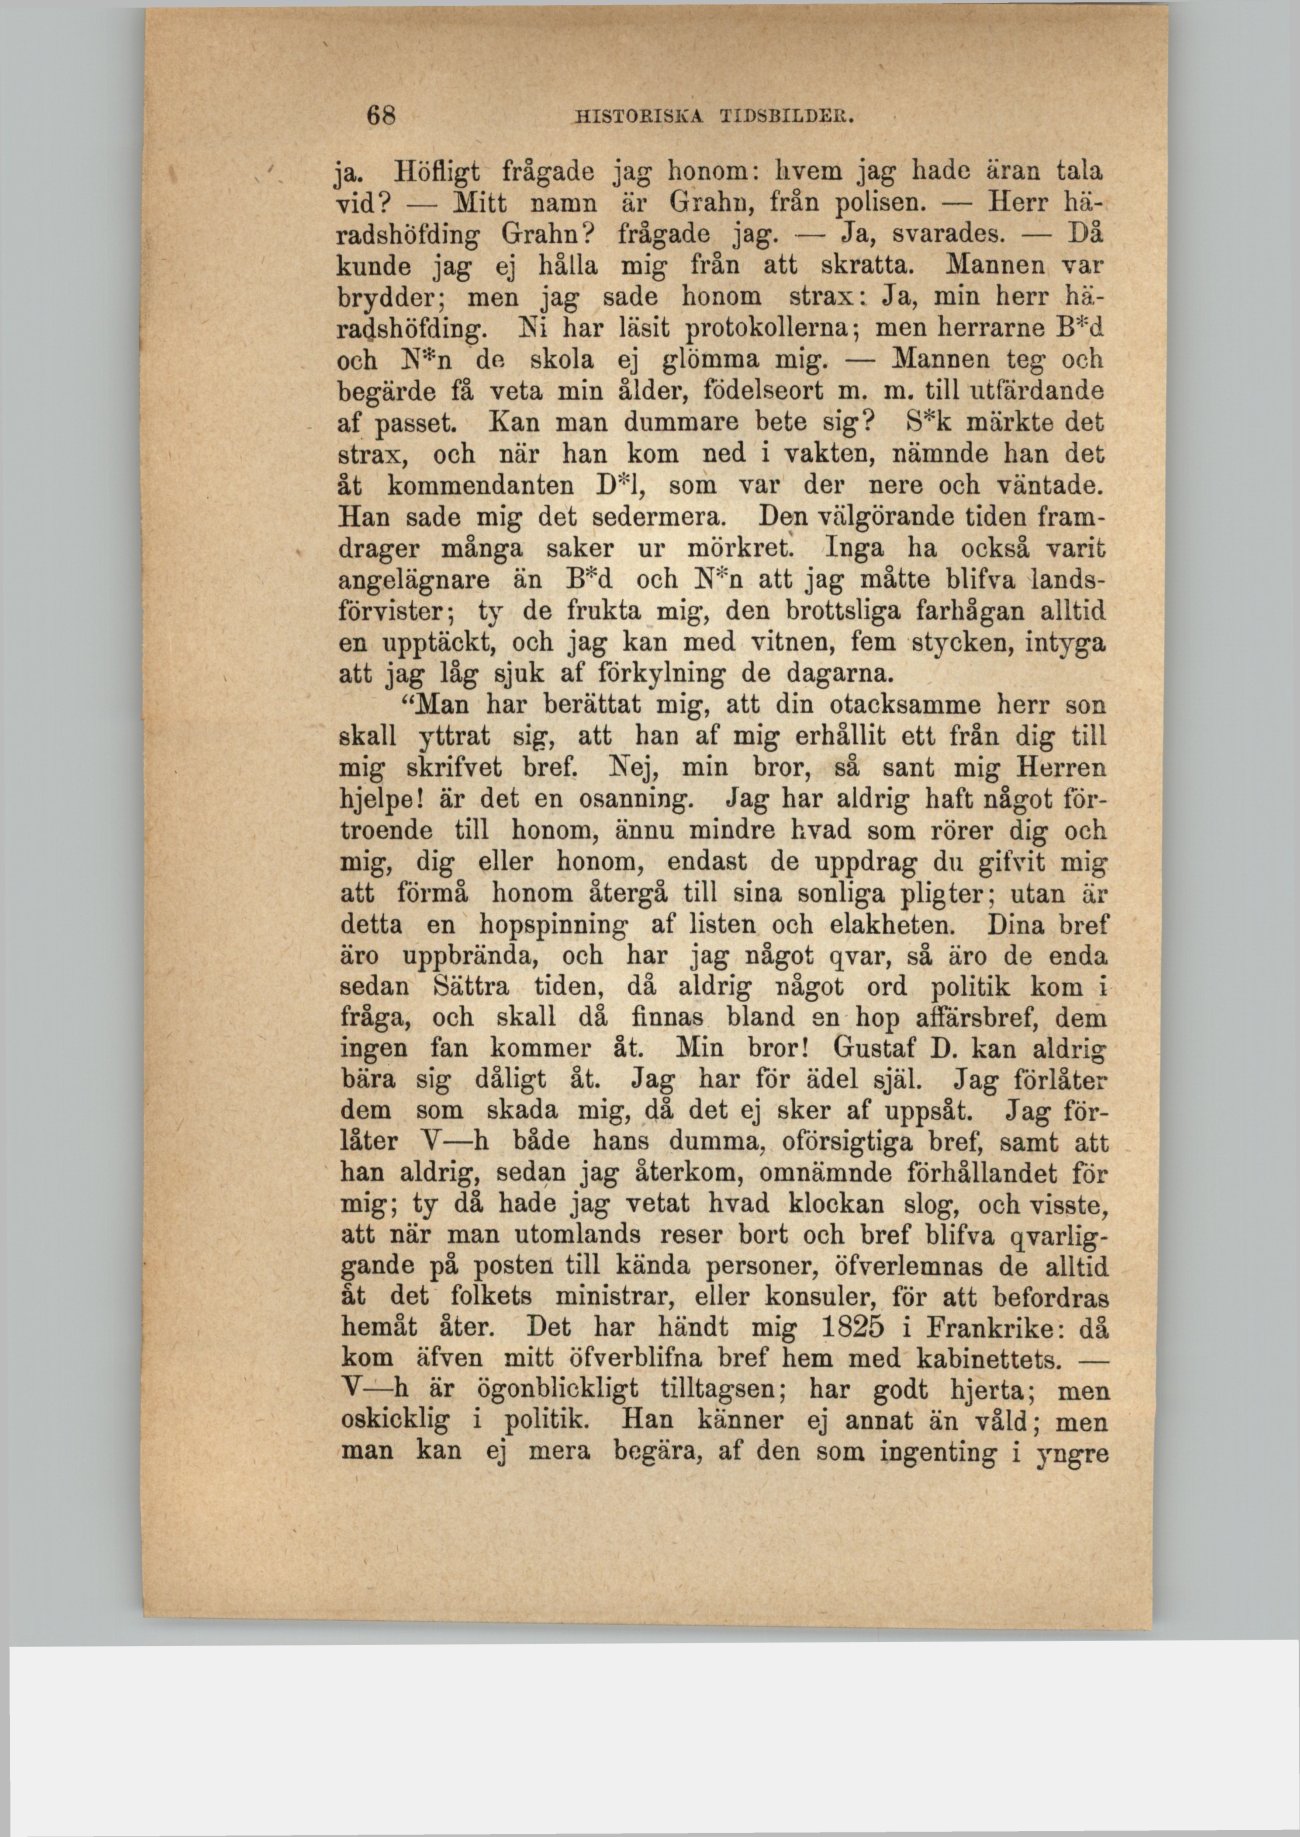 68 HISTORISKA TIDSBILDER.
ja. Höfligt frågade jag honom: hvem jag hade äran tala
vid? — Mitt namn är Grahn, från polisen. — Herr hä-
radshöfding Grahn? frågade jag. — Ja, svarades. — Då
kunde jag ej hålla mig från att skratta. Mannen var
brydder; men jag sade honom strax: Ja, min herr hä-
radshöfding. Ni har läsit protokollerna; men herrarne B*d
och N*n de skola ej glömma mig. — Mannen teg och
begärde få veta min ålder, födelseort m. m. till utfärdande
af passet. Kan man dummare bete sig? S*k märkte det
strax, och när han kom ned i vakten, nämnde han det
åt kommendanten D*l, som var der nere och väntade.
Han sade mig det sedermera. Den välgörande tiden fram-
drager många saker ur mörkret. Inga ha också varit
angelägnare än B*d och N*n att jag måtte blifva lands-
förvister; ty de frukta mig, den brottsliga farhågan alltid
en upptäckt, och jag kan med vitnen, fem stycken, intyga
att jag låg sjuk af förkylning de dagarna.
“Man har berättat mig, att din otacksamme herr son
skall yttrat sig, att han af mig erhållit ett från dig till
mig skrifvet bref. Nej, min bror, så sant mig Herren
hjelpe! är det en osanning. Jag har aldrig haft något för-
troende till honom, ännu mindre hvad som rörer dig och
mig, dig eller honom, endast de uppdrag du gifvit mig
att förmå honom återgå till sina sonliga pligter; utan är
detta en hopspinning af listen och elakheten. Dina bref
äro uppbrända, och har jag något qvar, så äro de enda
sedan Sättra tiden, då aldrig något ord politik kom i
fråga, och skall då finnas bland en hop affärsbref, dem
ingen fan kommer åt. Min bror! Gustaf D. kan aldrig
bära sig dåligt åt. Jag har för ädel själ. Jag förlåter
dem som skada mig, då det ej sker af uppsåt. Jag för-
låter V—h både hans dumma, oförsigtiga bref, samt att
han aldrig, sedan jag återkom, omnämnde förhållandet för
mig; ty då hade jag vetat hvad klockan slog, och visste,
att när man utomlands reser bort och bref blifva qvarlig-
gande på posten till kända personer, öfverlemnas de alltid
åt det folkets ministrar, eller konsuler, för att befordras
hemåt åter. Det har händt mig 1825 i Frankrike: då
kom äfven mitt öfverblifna bref hem med kabinettets. —
V—h är ögonblickligt tilltagsen; har godt hjerta; men
oskicklig i politik. Han känner ej annat än våld; men
man kan ej mera begära, af den som ingenting i yngre